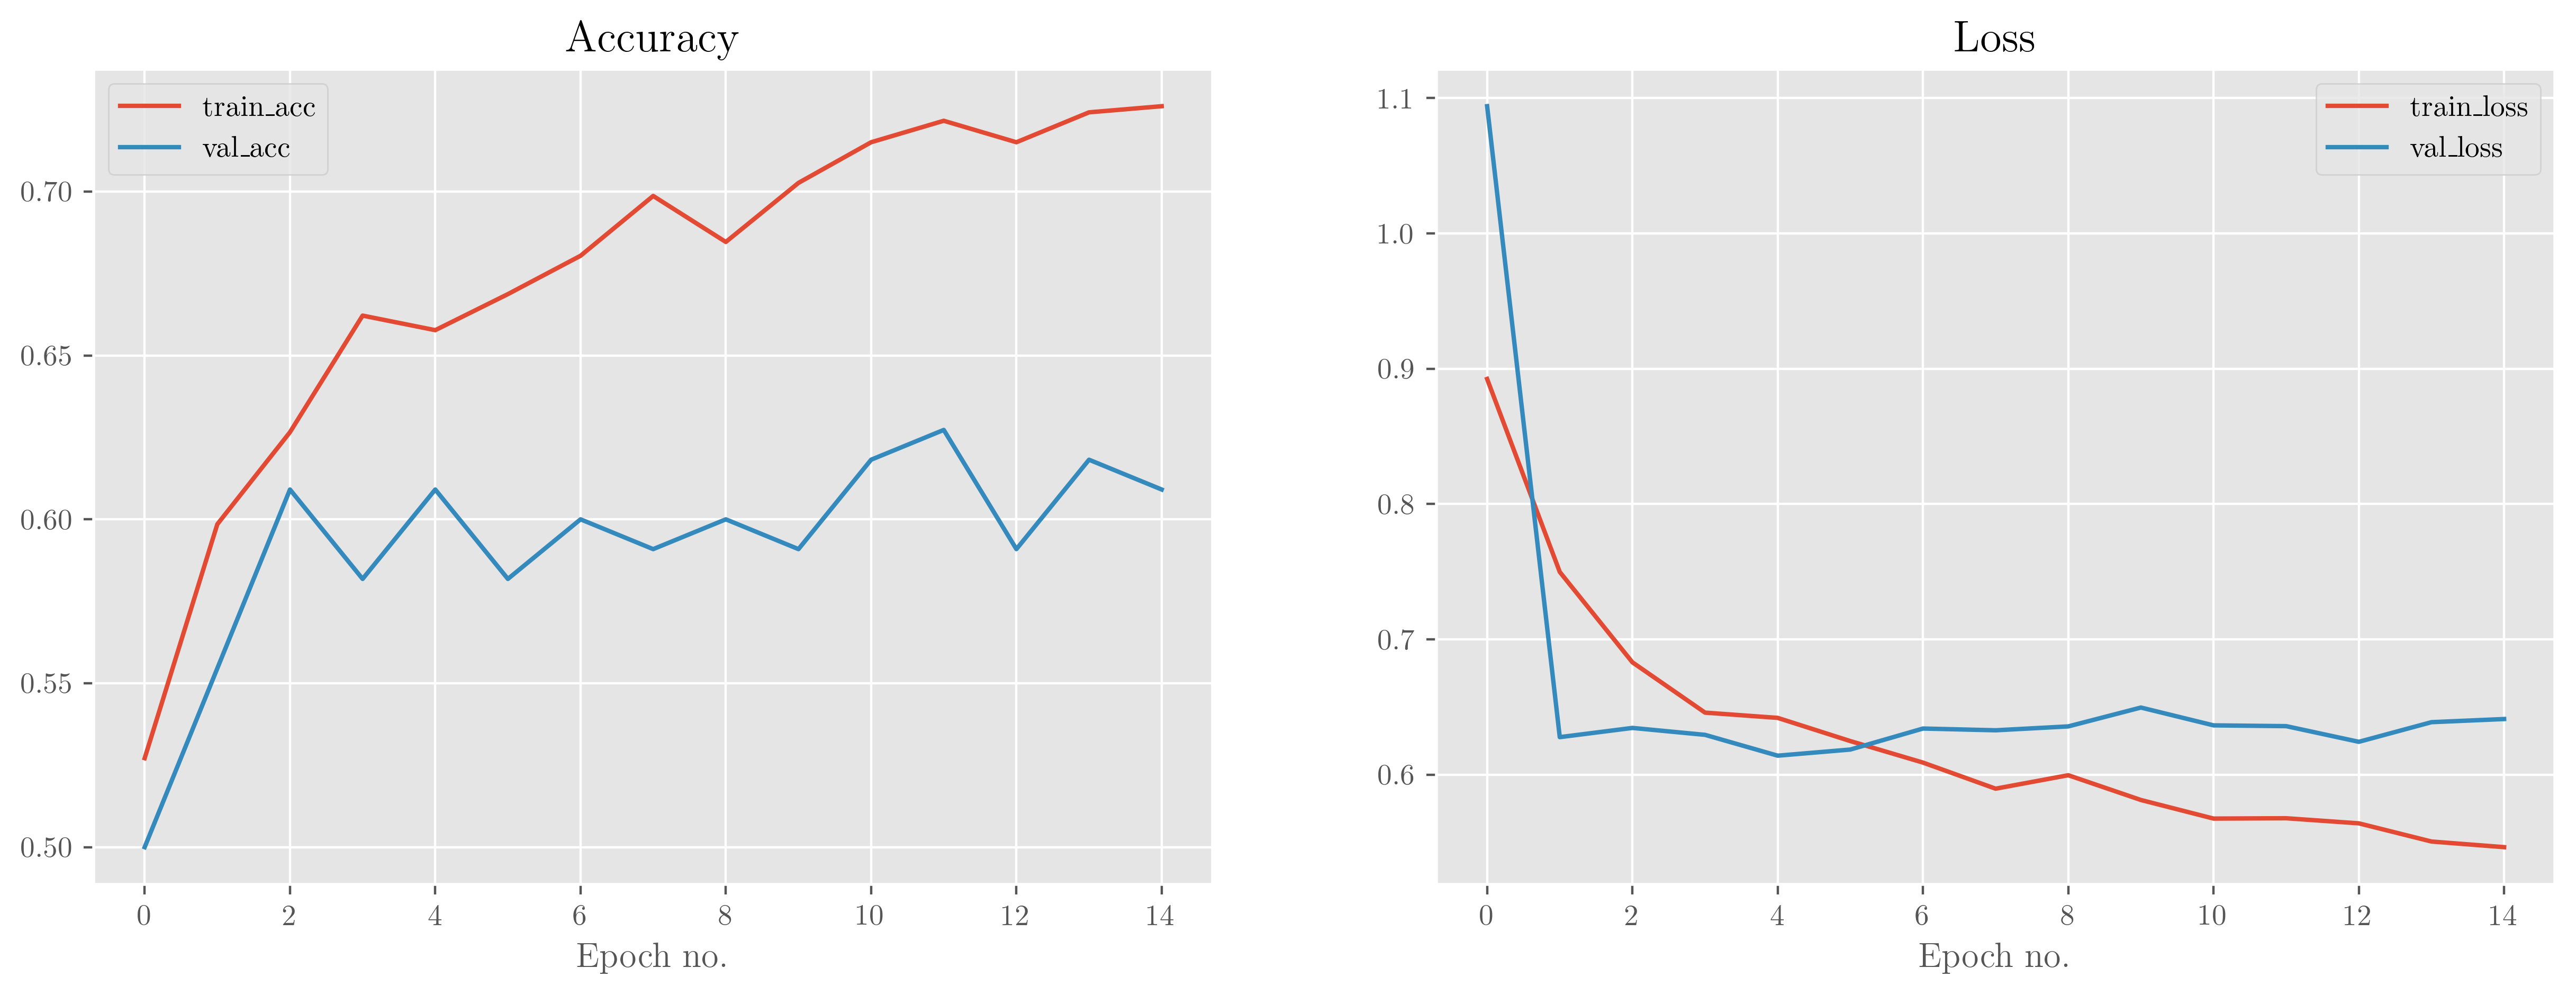 Accuracy
train_acc
val_acc
0.70
0.65
0.60
0.55
0.50
0 2 4 6 8 10 12 14
Epoch no.
Loss
train_loss
val_loss
1.1
1.0
0.9
0.8
0.7
0.6
0 2 4 6 8 10 12 14
Epoch no.